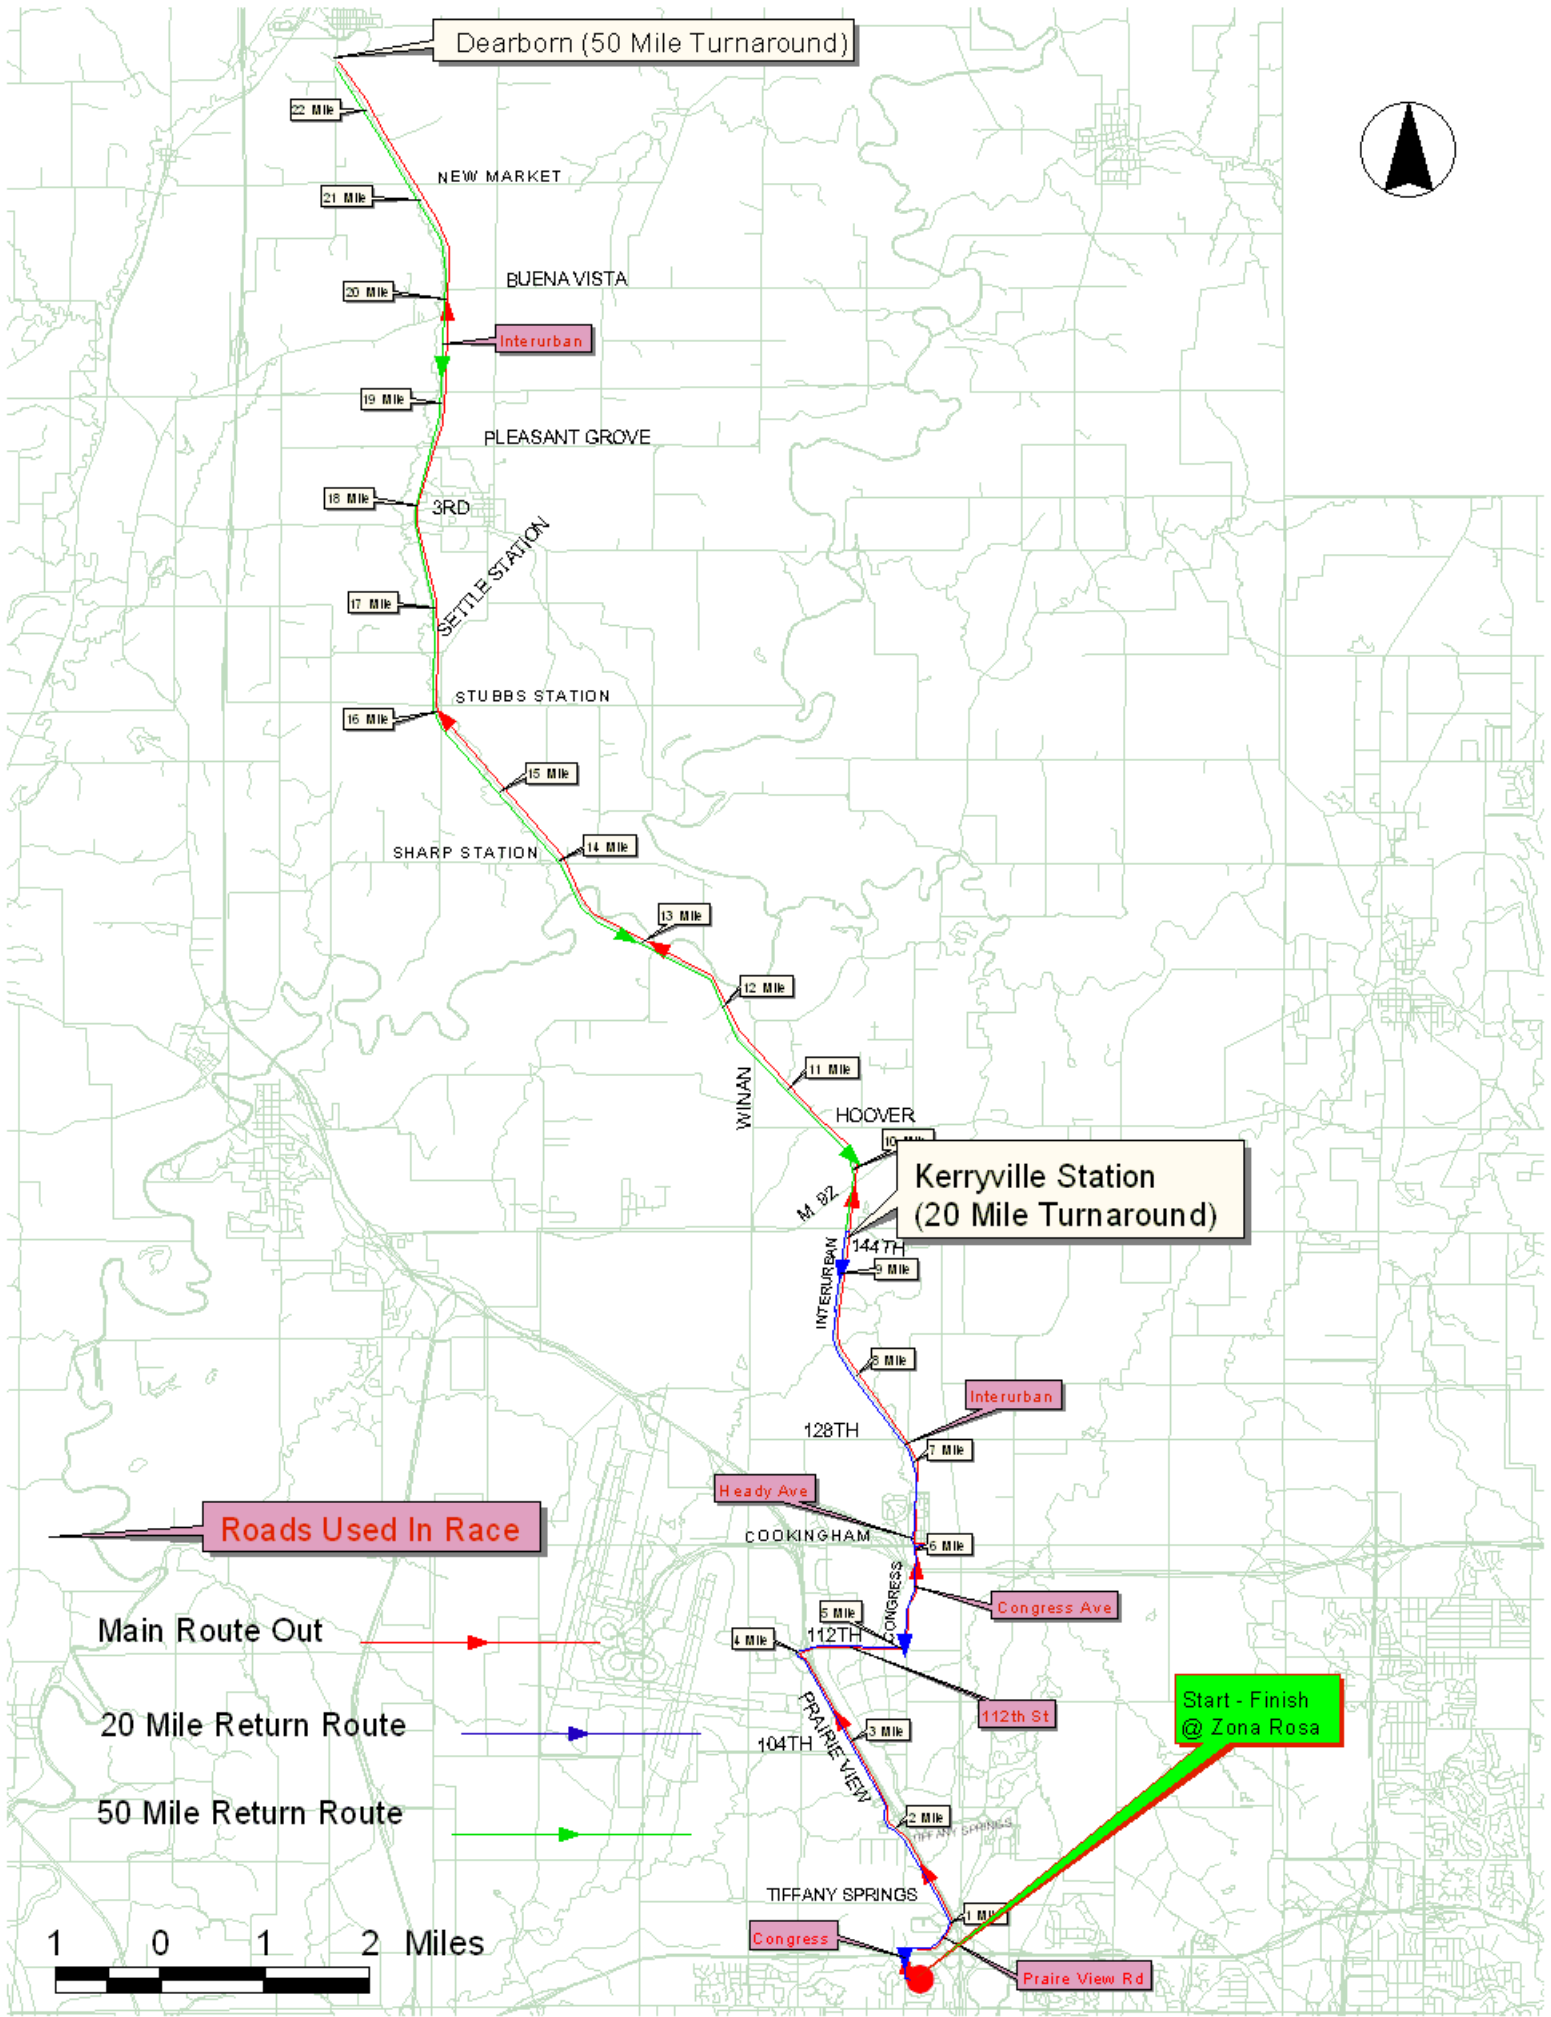 Dearborn (50 Mile Turnaround)
22 Mile
NEW MARKET
21 Mile
BUENA VISTA
20 Mile
Interurban
19 Mile
PLEASANT GROVE
18 Mile
3RD
SETTLE STATION
17 Mile
STUBBS STATION
16 Mile
15 Mile
14 Mile
SHARP STATION
13 Mile
12 Mile
11 Mile
WINAN
HOOVER
10 Mile
Kerryville Station
(20 Mile Turnaround)
M 92
144TH
INTERURBAN
9 Mile
8 Mile
Interurban
128TH
7 Mile
Heady Ave
COOKINGHAM
6 Mile
Roads Used In Race
CONGRESS
Congress Ave
5 Mile
Main Route Out
4 Mile
112TH
112th St
Start - Finish
@ Zona Rosa
PRAIRIE VIEW
20 Mile Return Route
3 Mile
104TH
50 Mile Return Route
2 Mile
TIFFANY SPRINGS
TIFFANY SPRINGS
1 Mile
Congress
1 0 1 2 Miles
Praire View Rd